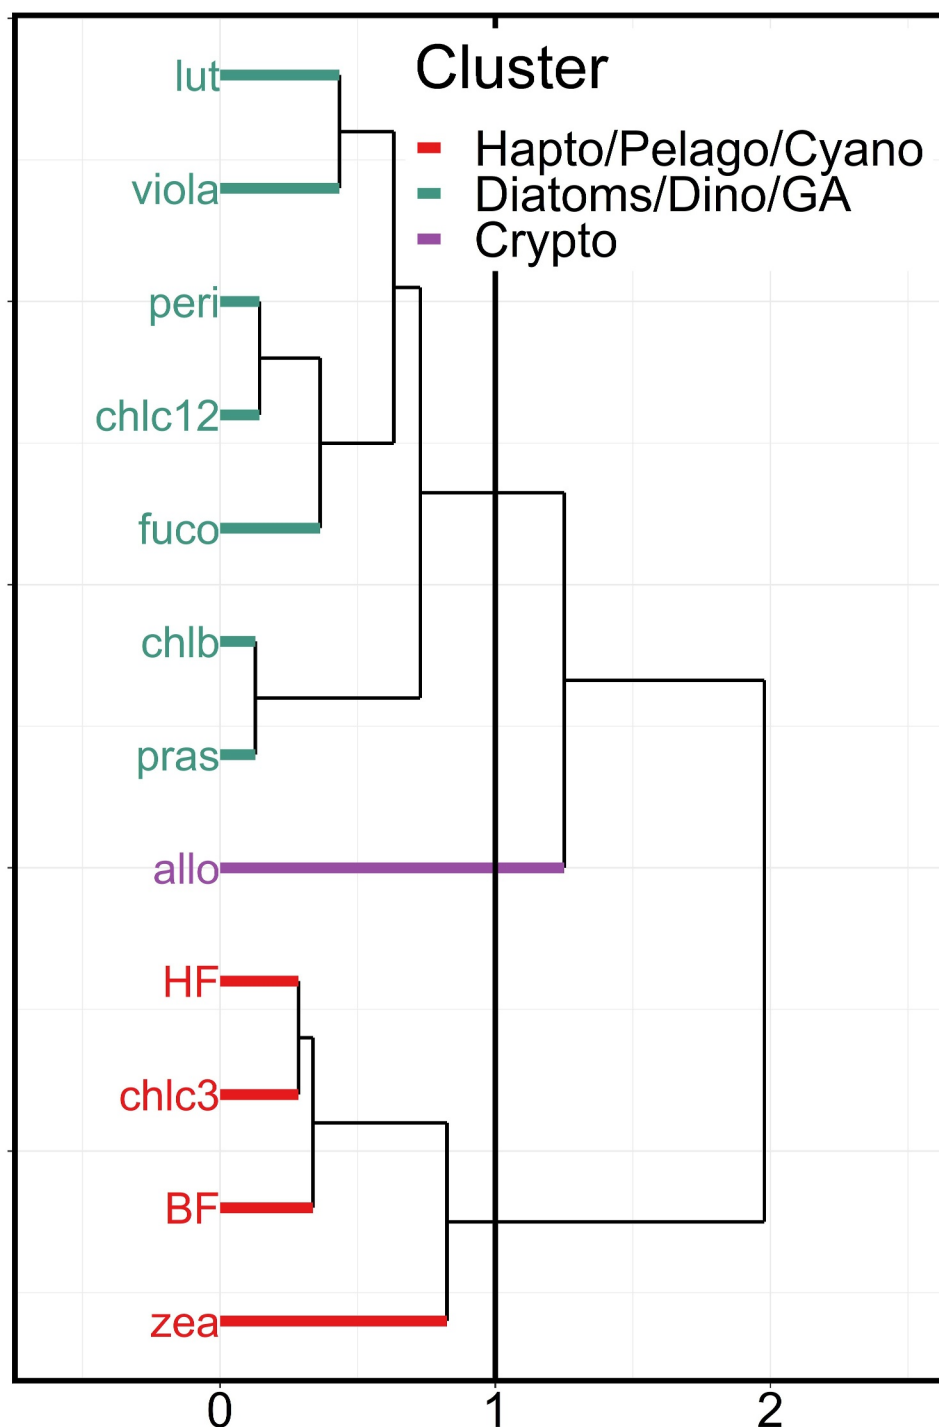 Cluster
Hapto/Pelago/Cyano
Diatoms/Dino/GA
Crypto
lut
viola
peri
chlc12
fuco
chlb
pras
allo
HF
chlc3
BF
zea
0 1 2